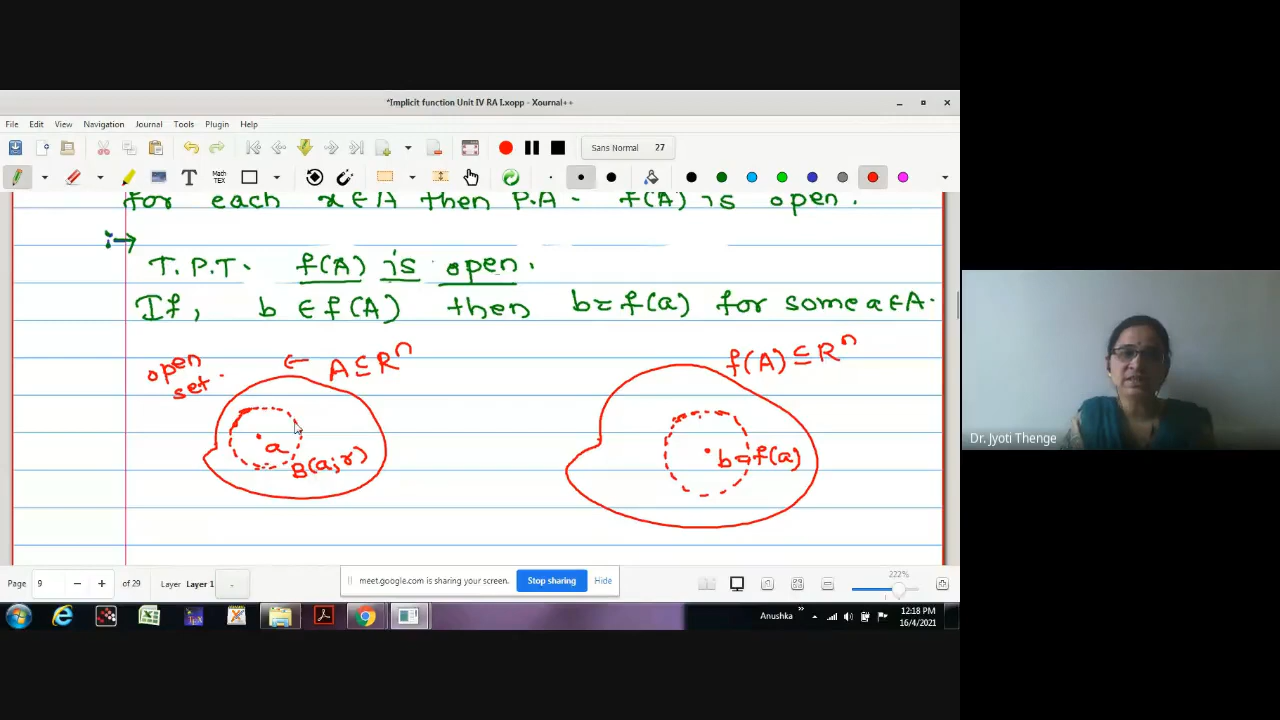 *Implicit function Unit IV RA I.xopp - Xournal++
File Edit View Navigation Journal Tools Plugin Help
Sans Normal 27
T Math TEX
for each x∈A then P.A. f(A) is open.
T.P.T. f(A) is open.
If, b ∈ f(A) then b = f(a) for some a∈A.
open set.
← A ⊆ Rⁿ
a
B(a;r)
f(A) ⊆ Rⁿ
b = f(a)
Dr. Jyoti Thenge
Page 9 of 29 Layer Layer 1
meet.google.com is sharing your screen. Stop sharing Hide
222%
Anushka
12:18 PM
16/4/2021